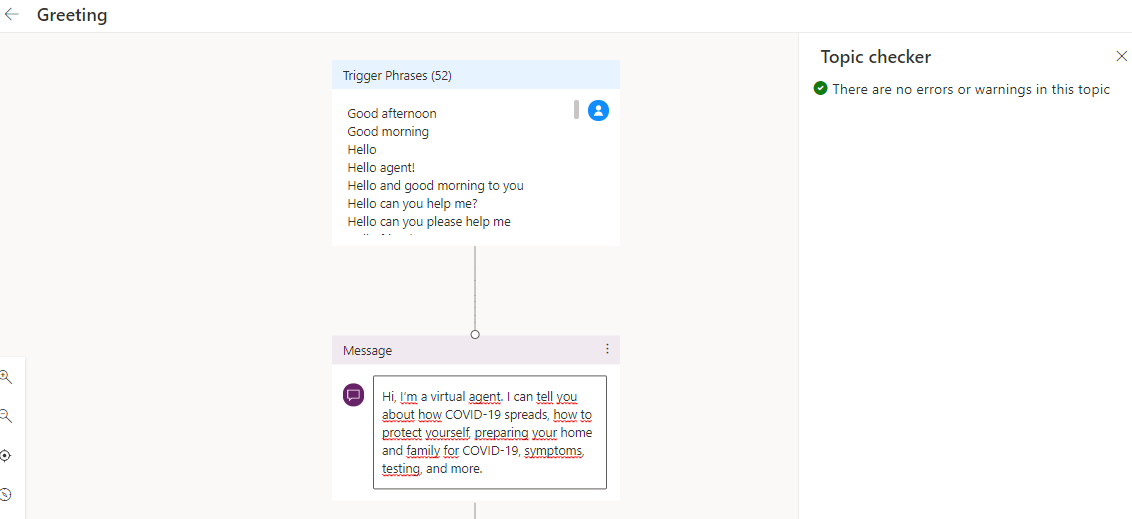 Greeting
Trigger Phrases (52)
Good afternoon
Good morning
Hello
Hello agent!
Hello and good morning to you
Hello can you help me?
Hello can you please help me
Message
Hi, I'm a virtual agent. I can tell you
about how COVID-19 spreads, how to
protect yourself, preparing your home
and family for COVID-19, symptoms,
testing, and more.
Topic checker
There are no errors or warnings in this topic